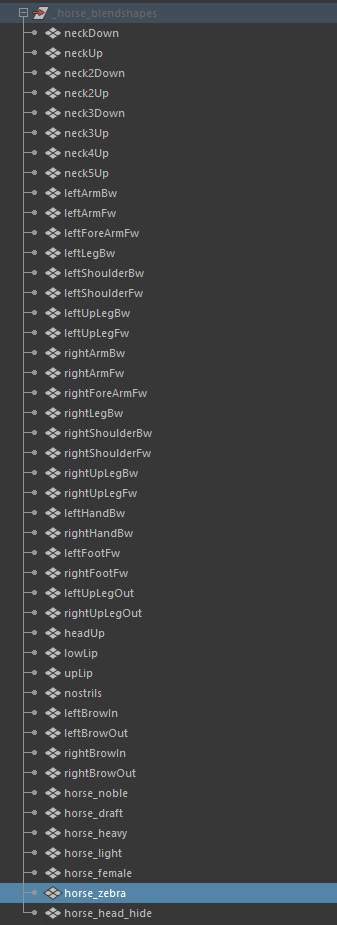 _horse_blendshapes
neckDown
neckUp
neck2Down
neck2Up
neck3Down
neck3Up
neck4Up
neck5Up
leftArmBw
leftArmFw
leftForeArmFw
leftLegBw
leftShoulderBw
leftShoulderFw
leftUpLegBw
leftUpLegFw
rightArmBw
rightArmFw
rightForeArmFw
rightLegBw
rightShoulderBw
rightShoulderFw
rightUpLegBw
rightUpLegFw
leftHandBw
rightHandBw
leftFootFw
rightFootFw
leftUpLegOut
rightUpLegOut
headUp
lowLip
upLip
nostrils
leftBrowIn
leftBrowOut
rightBrowIn
rightBrowOut
horse_noble
horse_draft
horse_heavy
horse_light
horse_female
horse_zebra
horse_head_hide